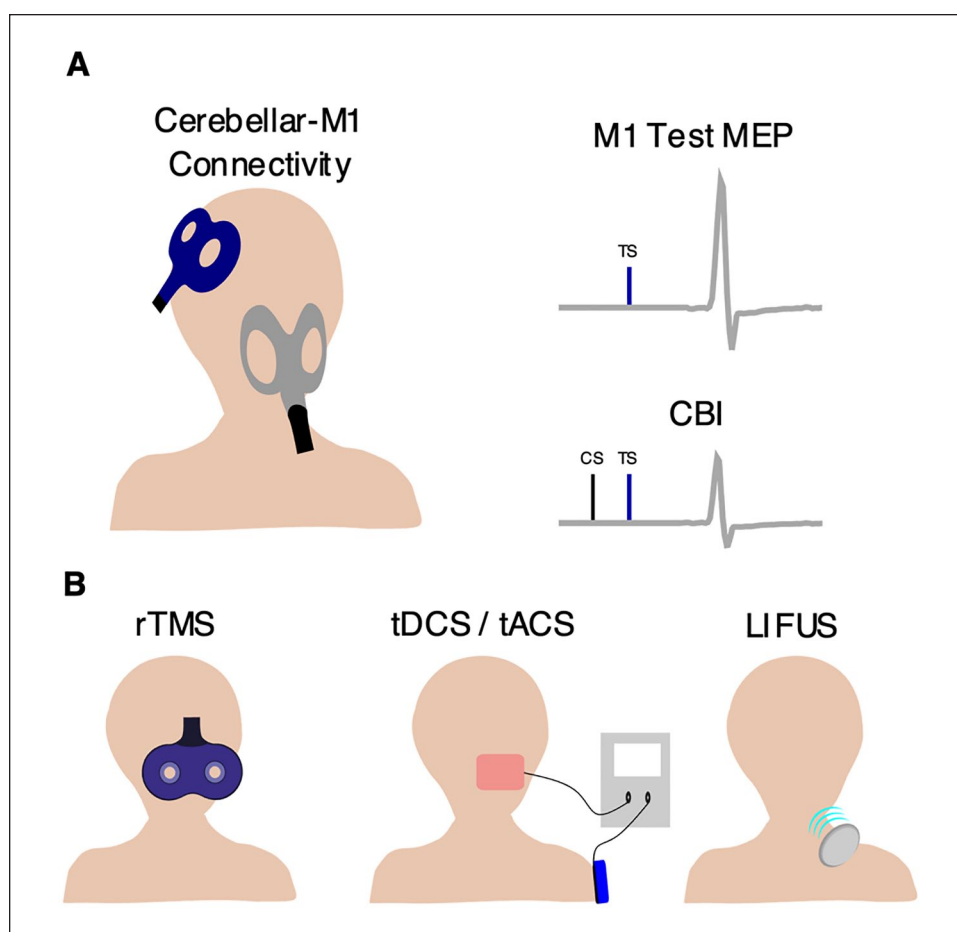 A
Cerebellar-M1
Connectivity
M1 Test MEP
TS
CBI
CS TS
B
rTMS
tDCS / tACS
LIFUS